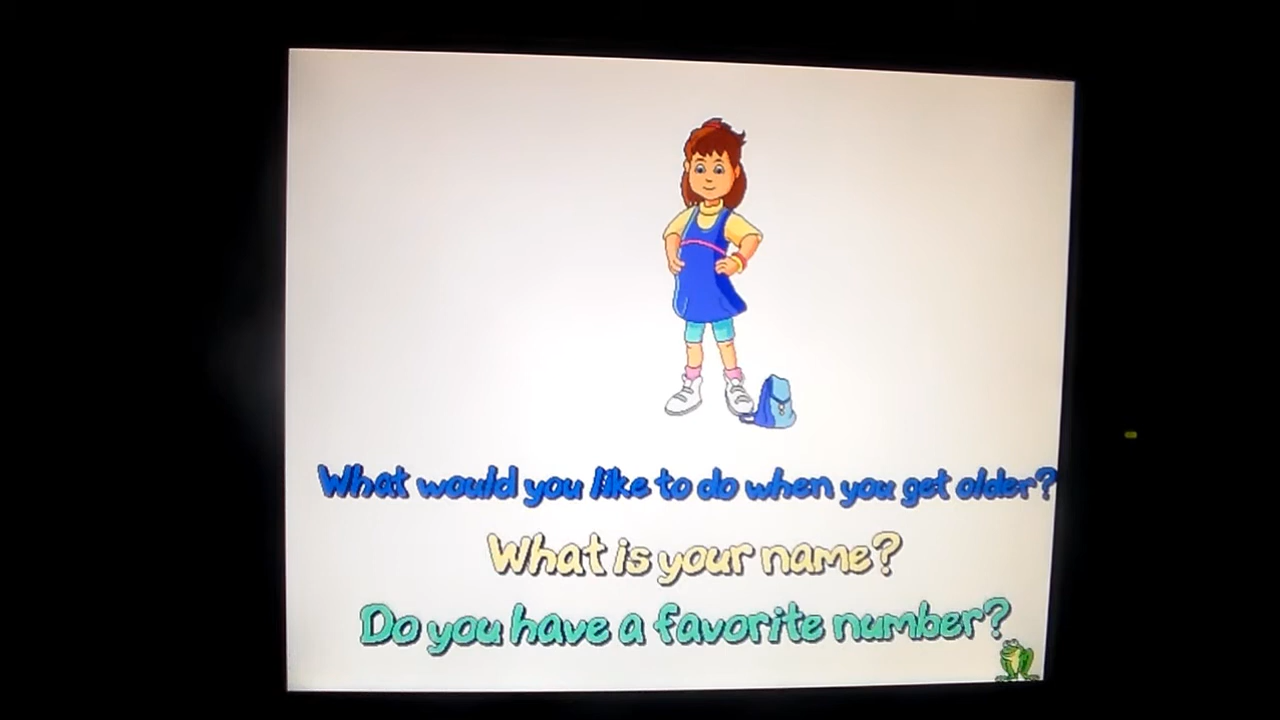 What would you like to do when you get older?
What is your name?
Do you have a favorite number?